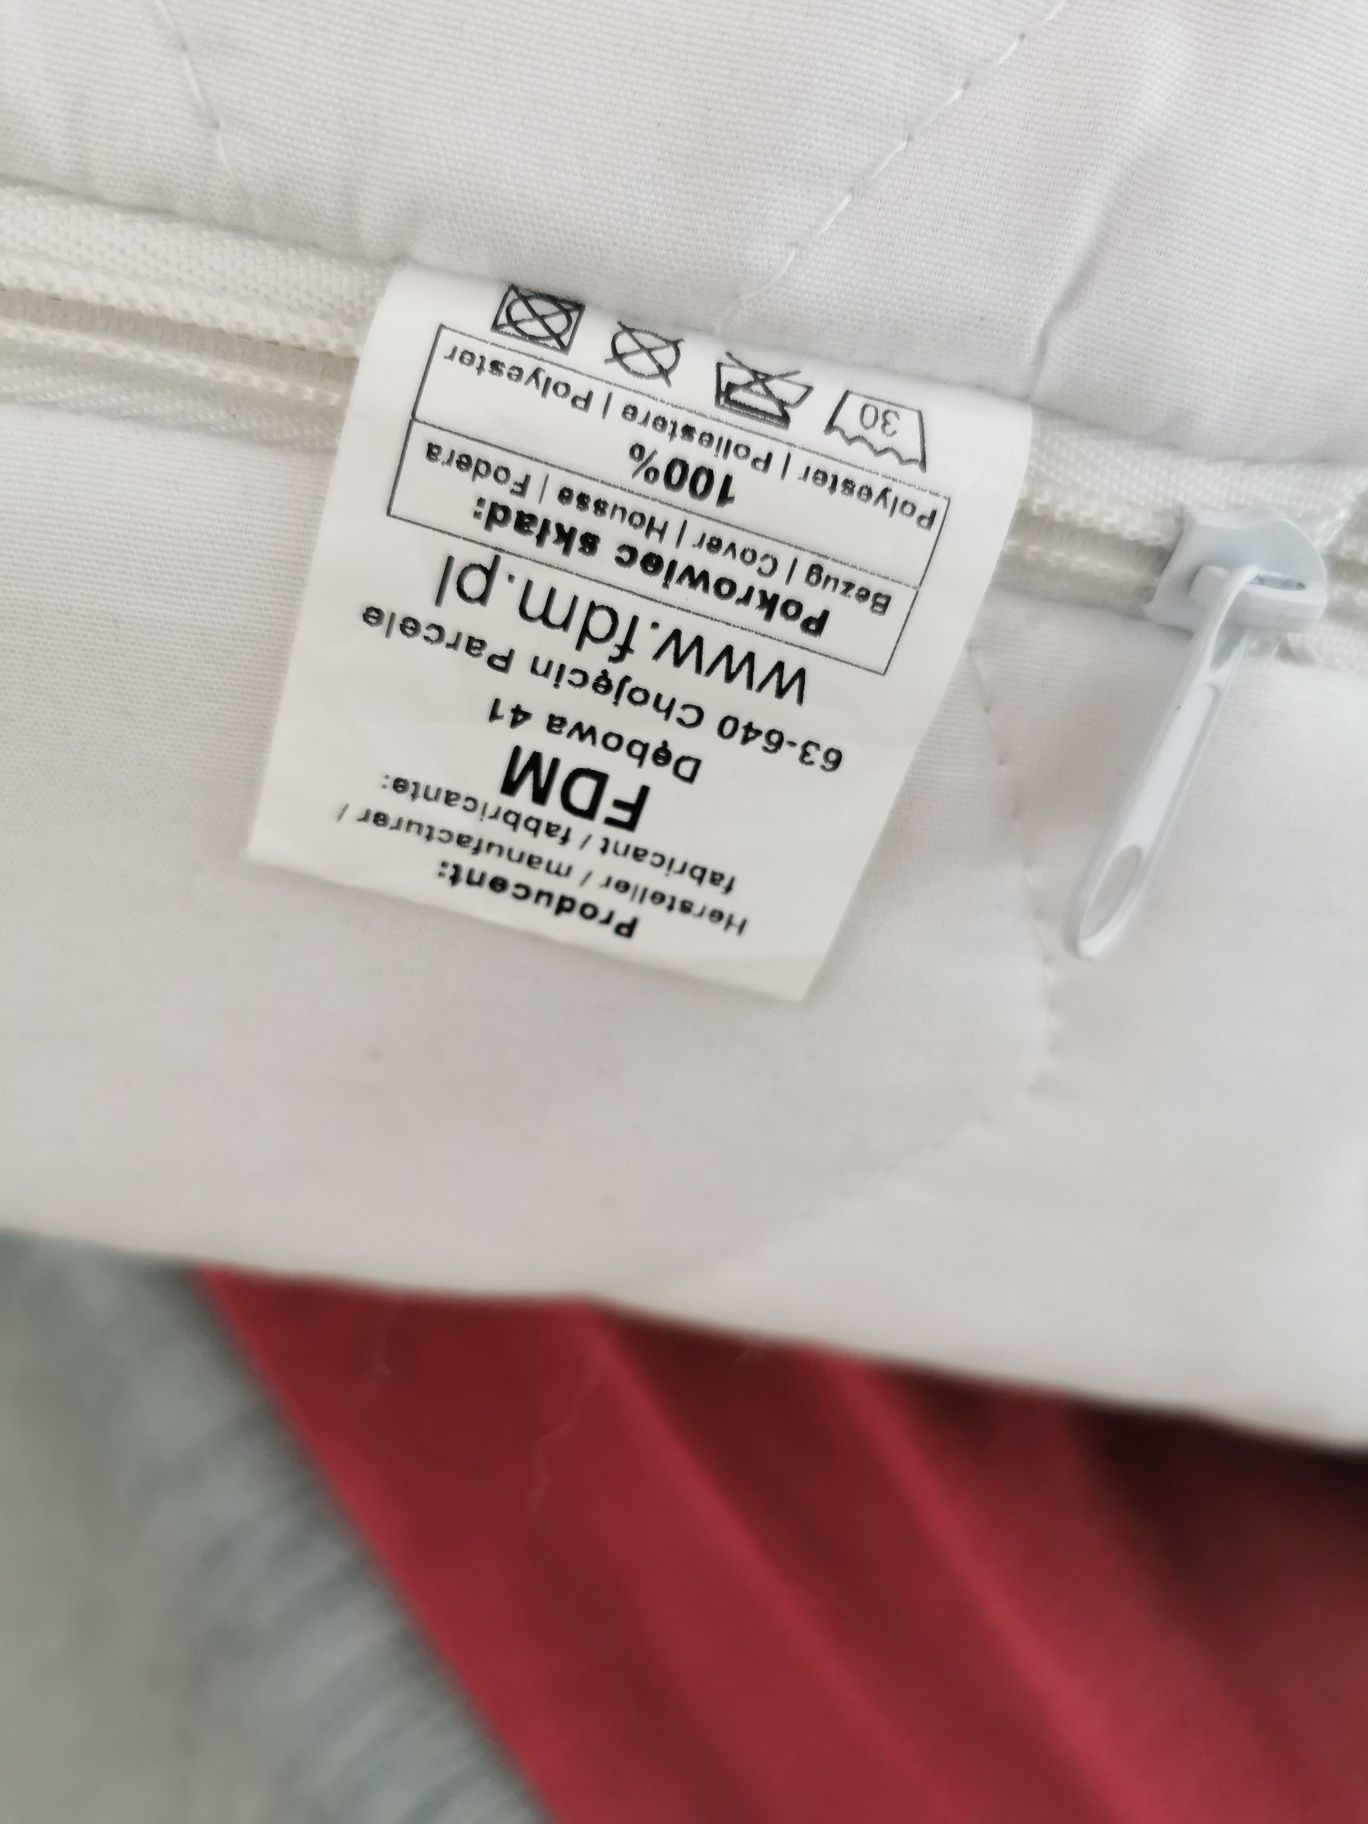 Producent:
Hersteller / manufacturer /
fabricant / fabbricante:
FDM
Dębowa 41
63-640 Chojęcin Parcele
www.fdm.pl
Pokrowiec skład:
Bezug | Cover | Housse | Fodera
100%
Polyester | Poliestere | Polyester
30